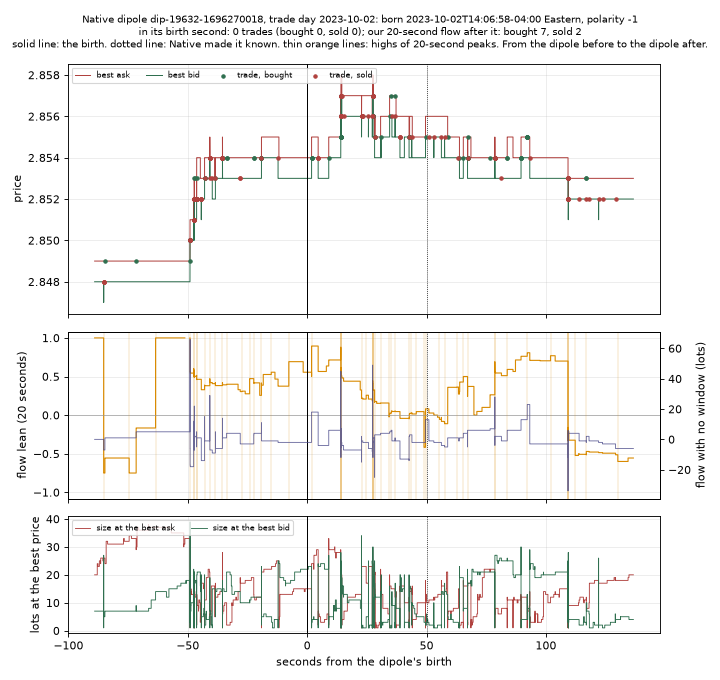 Native dipole dip-19632-1696270018, trade day 2023-10-02: born 2023-10-02T14:06:58-04:00 Eastern, polarity -1
in its birth second: 0 trades (bought 0, sold 0); our 20-second flow after it: bought 7, sold 2
solid line: the birth. dotted line: Native made it known. thin orange lines: highs of 20-second peaks. From the dipole before to the dipole after.
best ask
best bid
trade, bought
trade, sold
2.858
2.856
2.854
2.852
2.850
2.848
price
1.0
0.5
0.0
−0.5
−1.0
flow lean (20 seconds)
60
40
20
0
−20
flow with no window (lots)
size at the best ask
size at the best bid
40
30
20
10
0
lots at the best price
−100
−50
0
50
100
seconds from the dipole's birth